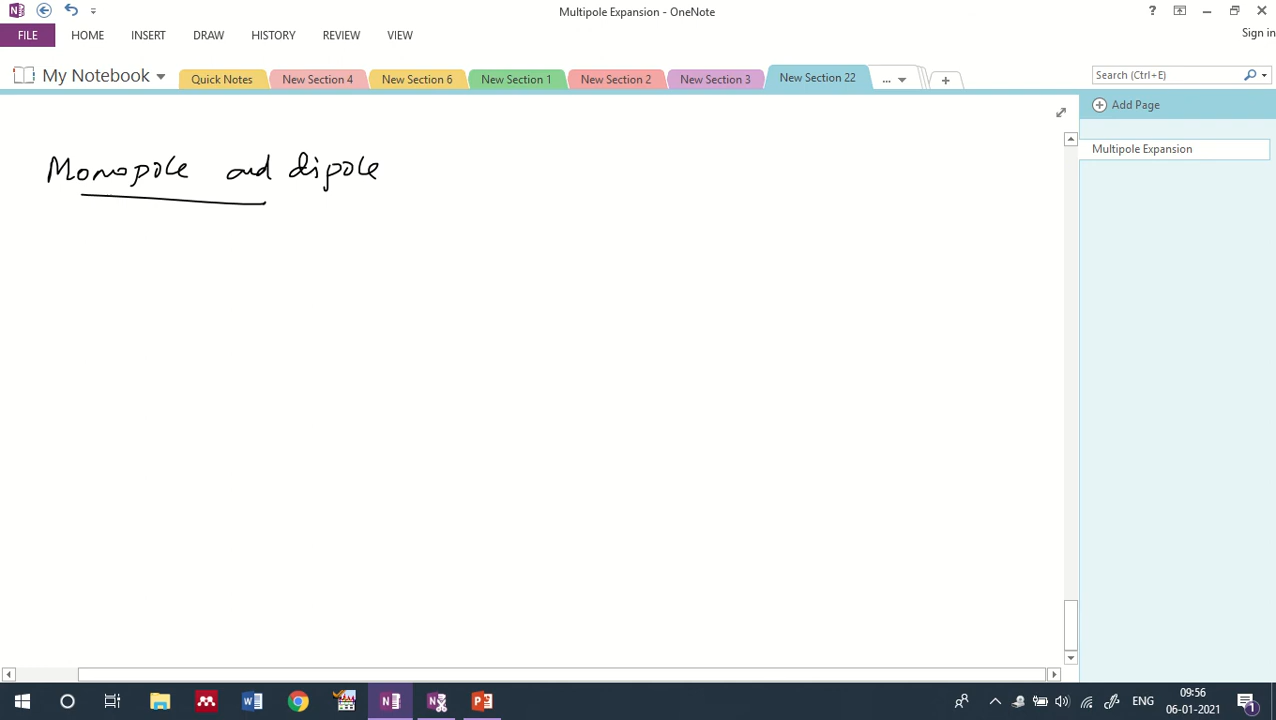 Multipole Expansion - OneNote
?
Sign in
FILE HOME INSERT DRAW HISTORY REVIEW VIEW
My Notebook Quick Notes New Section 4 New Section 6 New Section 1 New Section 2 New Section 3 New Section 22 ... +
Search (Ctrl+E)
Add Page
Multipole Expansion
Monopole and dipole
ENG
09:56
06-01-2021
1